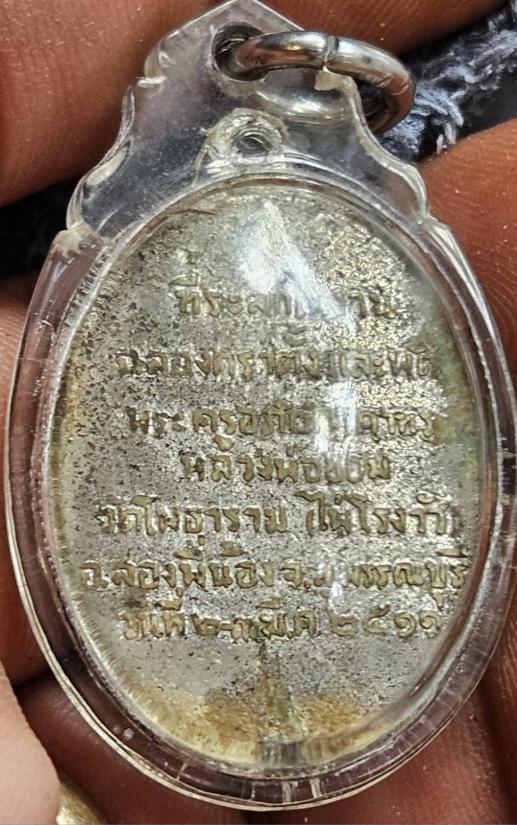 ที่ระลึกในงาน
ฉลองตราตั้งและพัด
พระครู
หลวงพ่อขอม
วัดโพธาราม (ไผ่โรงวัว)
อ.สองพี่น้อง จ.สุพรรณบุรี
วันที่ มี.ค ๒๕๑๑